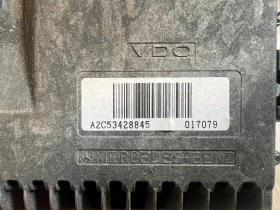 VDO
A2C53428845 017079
MERCEDES-BENZ